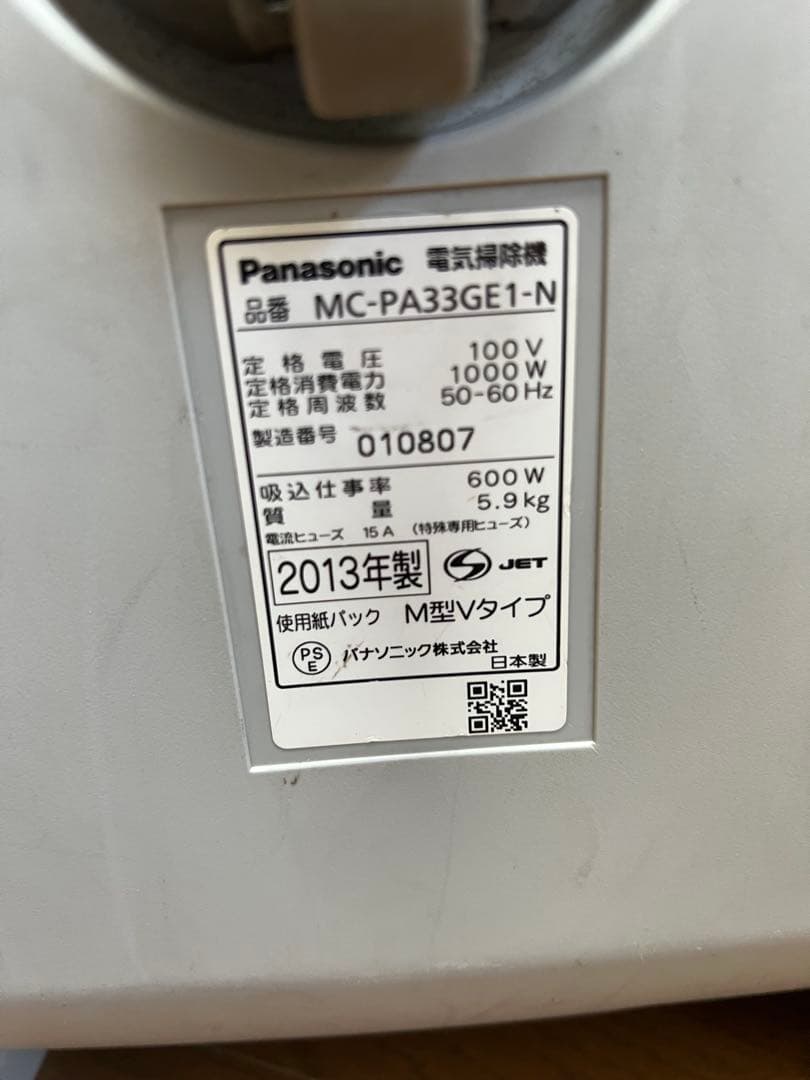 Panasonic 電気掃除機
品番 MC-PA33GE1-N
定格電圧 100V
定格消費電力 1000W
定格周波数 50-60Hz
製造番号 010807
吸込仕事率 600W
質量 5.9kg
電流ヒューズ 15A (特殊専用ヒューズ)
2013年製 S JET
使用紙パック M型Vタイプ
PSE パナソニック株式会社
日本製